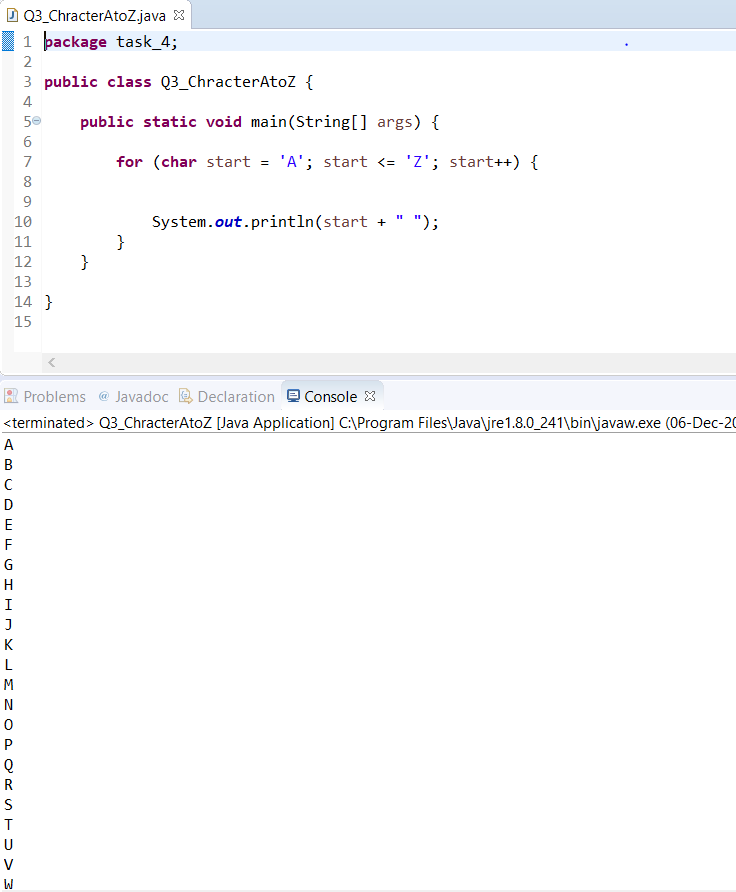 Q3_ChracterAtoZ.java
1 package task_4;
2
3 public class Q3_ChracterAtoZ {
4
5 public static void main(String[] args) {
6
7 for (char start = 'A'; start <= 'Z'; start++) {
8
9
10 System.out.println(start + " ");
11 }
12 }
13
14 }
15
Problems @ Javadoc Declaration Console
<terminated> Q3_ChracterAtoZ [Java Application] C:\Program Files\Java\jre1.8.0_241\bin\javaw.exe (06-Dec-20
A
B
C
D
E
F
G
H
I
J
K
L
M
N
O
P
Q
R
S
T
U
V
W